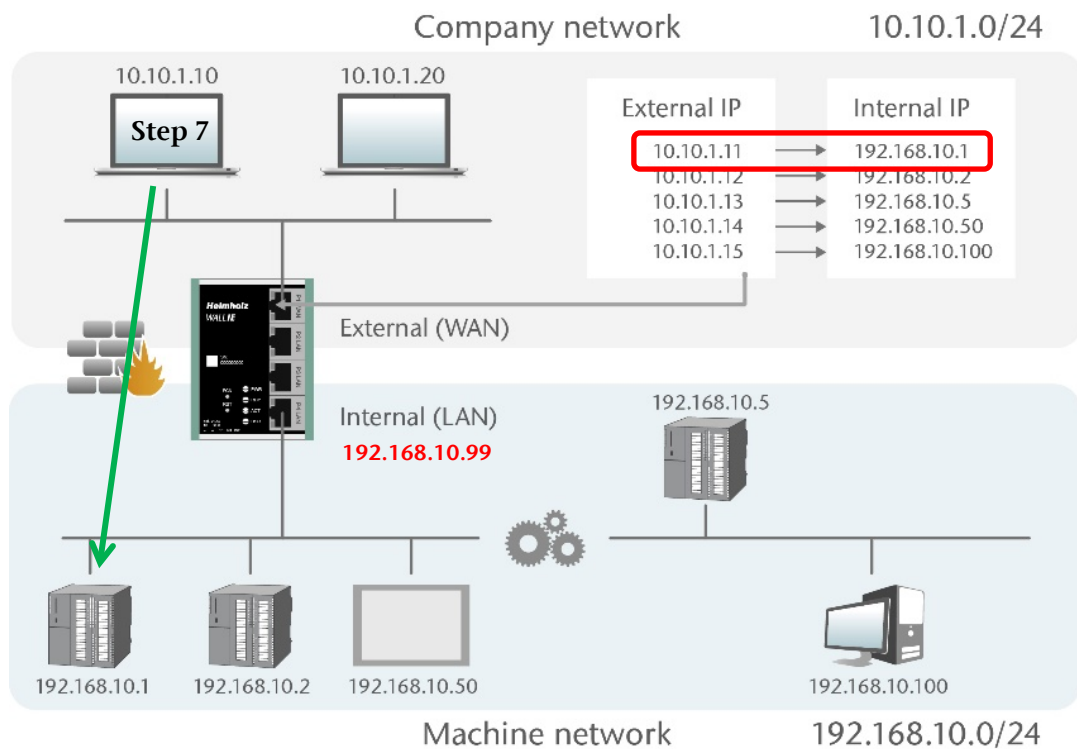 Company network 10.10.1.0/24
10.10.1.10 10.10.1.20
Step 7
External IP Internal IP
10.10.1.11 192.168.10.1
10.10.1.12 192.168.10.2
10.10.1.13 192.168.10.5
10.10.1.14 192.168.10.50
10.10.1.15 192.168.10.100
Helmholz
WALL IE
External (WAN)
Internal (LAN)
192.168.10.99
192.168.10.5
192.168.10.1 192.168.10.2 192.168.10.50 192.168.10.100
Machine network 192.168.10.0/24